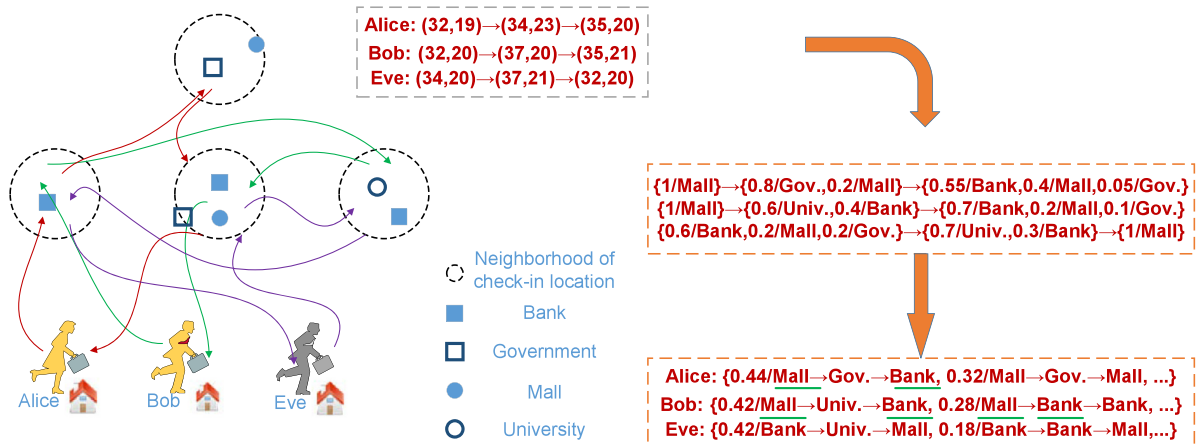 Alice: (32,19)→(34,23)→(35,20)
Bob: (32,20)→(37,20)→(35,21)
Eve: (34,20)→(37,21)→(32,20)
{1/Mall}→{0.8/Gov.,0.2/Mall}→{0.55/Bank,0.4/Mall,0.05/Gov.}
{1/Mall}→{0.6/Univ.,0.4/Bank}→{0.7/Bank,0.2/Mall,0.1/Gov.}
{0.6/Bank,0.2/Mall,0.2/Gov.}→{0.7/Univ.,0.3/Bank}→{1/Mall}
Neighborhood of
check-in location
Bank
Government
Mall
University
Alice
Bob
Eve
Alice: {0.44/Mall→Gov.→Bank, 0.32/Mall→Gov.→Mall, ...}
Bob: {0.42/Mall→Univ.→Bank, 0.28/Mall→Bank→Bank, ...}
Eve: {0.42/Bank→Univ.→Mall, 0.18/Bank→Bank→Mall,...}